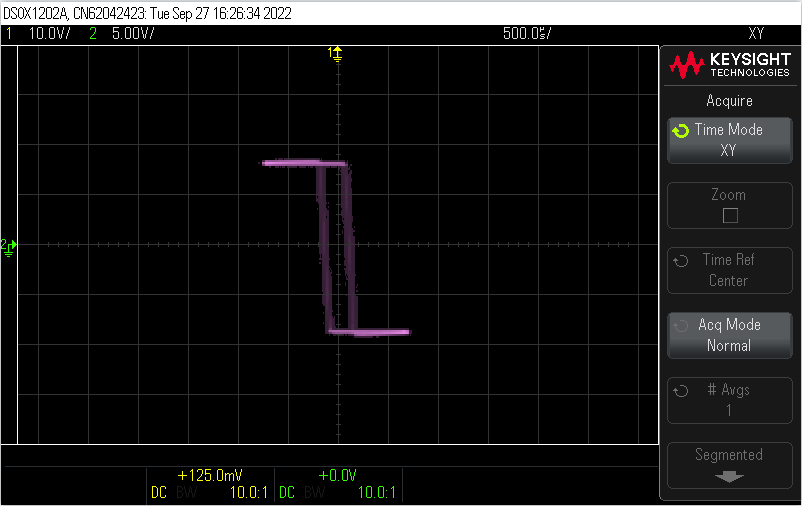 DSOX1202A, CN62042423: Tue Sep 27 16:26:34 2022
1 10.0V/ 2 5.00V/ 500.0us/ XY
1
2
KEYSIGHT
TECHNOLOGIES
Acquire
Time Mode
XY
Zoom
Time Ref
Center
Acq Mode
Normal
# Avgs
1
Segmented
+125.0mV +0.0V
DC BW 10.0:1 DC BW 10.0:1